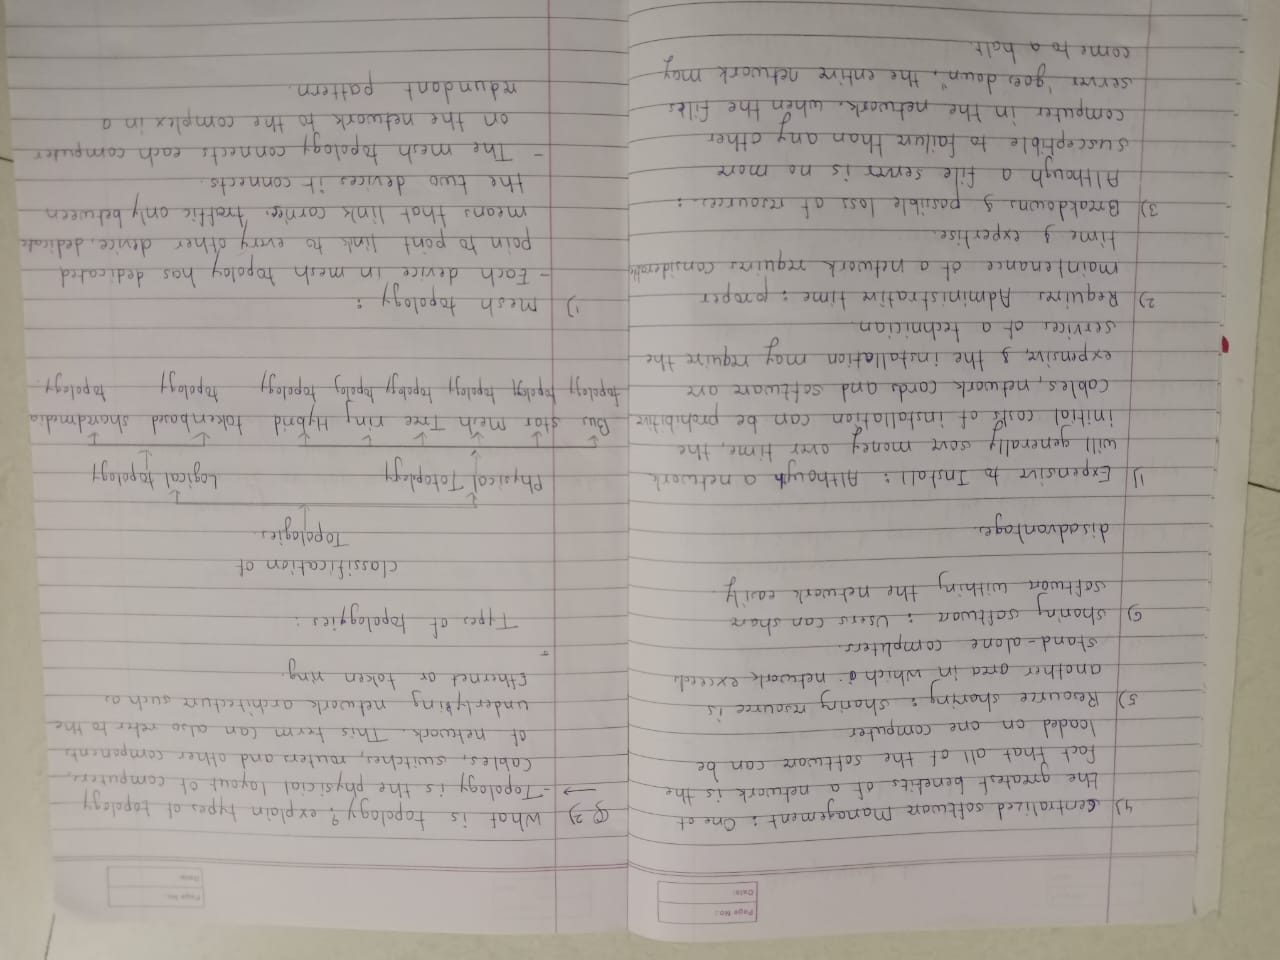 Page No.:
Date:
4) Centralized software Management : One of
the greatest benefits of a network is the
fact that all of the software can be
loaded on one computer
5) Resource sharing : sharing resource is
another area in which a network exceeds
stand-alone computers.
6) sharing software : Users can share
software withing the network easily
disadvantages
1) Expensive to Install : Although a network
will generally save money over time, the
initial costs of installation can be prohibitive
cables, network cards and software are
expensive, & the installation may require the
services of a technician
2) Requires Administrative time : proper
maintenance of a network requires considerable
time & expertise.
3) Breakdowns & possible loss of resources :
Although a file server is no more
susceptible to failure than any other
computer in the network. when the files
server "goes down", the entire network may
come to a halt.
Page No.:
Date:
Q 2) What is topology? explain types of topology
→ - Topology is the physicial layout of computers,
Cables, switches, routers and other components
of network. This term can also refer to the
underlying network architecture such as
Ethernet or token ring.
-
Types of topologyies :
Classification of
Topologies
Physical Totoplogy Logical topology
Bus star mesh Tree ring Hybrid tokenbased sharedmedia
topology topology topology topology topolog topology topology topology
1) mesh topology :
- Each device in mesh topoloy has dedicated
poin to point link to every other device. dedicate
means that link carries traffic only between
the two devices it connects.
- The mesh topology connects each computer
on the network to the complex in a
redundant pattern.